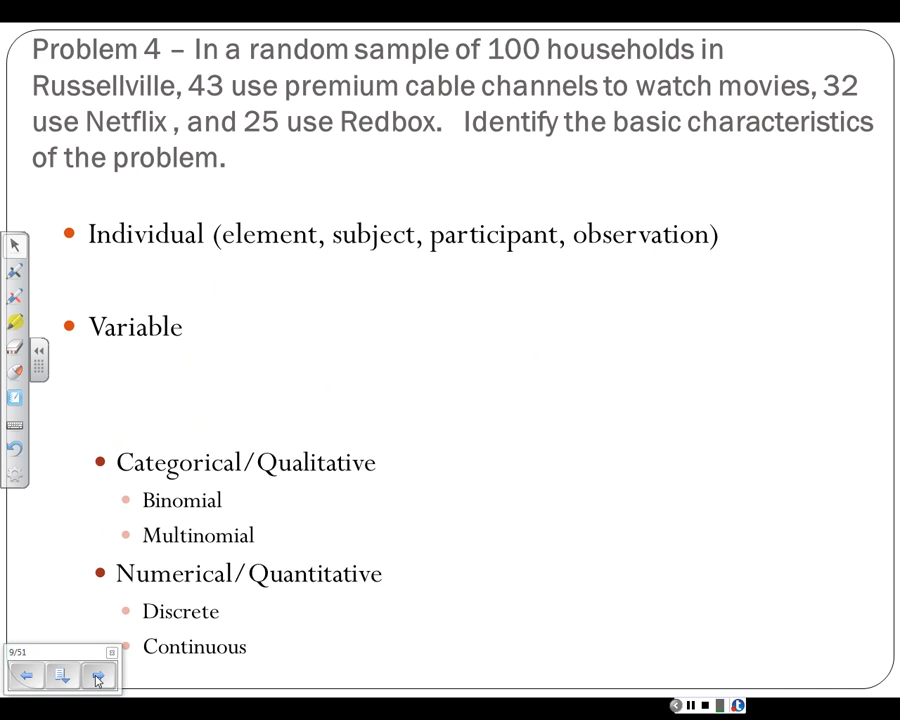 Problem 4 – In a random sample of 100 households in
Russellville, 43 use premium cable channels to watch movies, 32
use Netflix , and 25 use Redbox. Identify the basic characteristics
of the problem.
• Individual (element, subject, participant, observation)
• Variable
• Categorical/Qualitative
• Binomial
• Multinomial
• Numerical/Quantitative
• Discrete
• Continuous
9/51